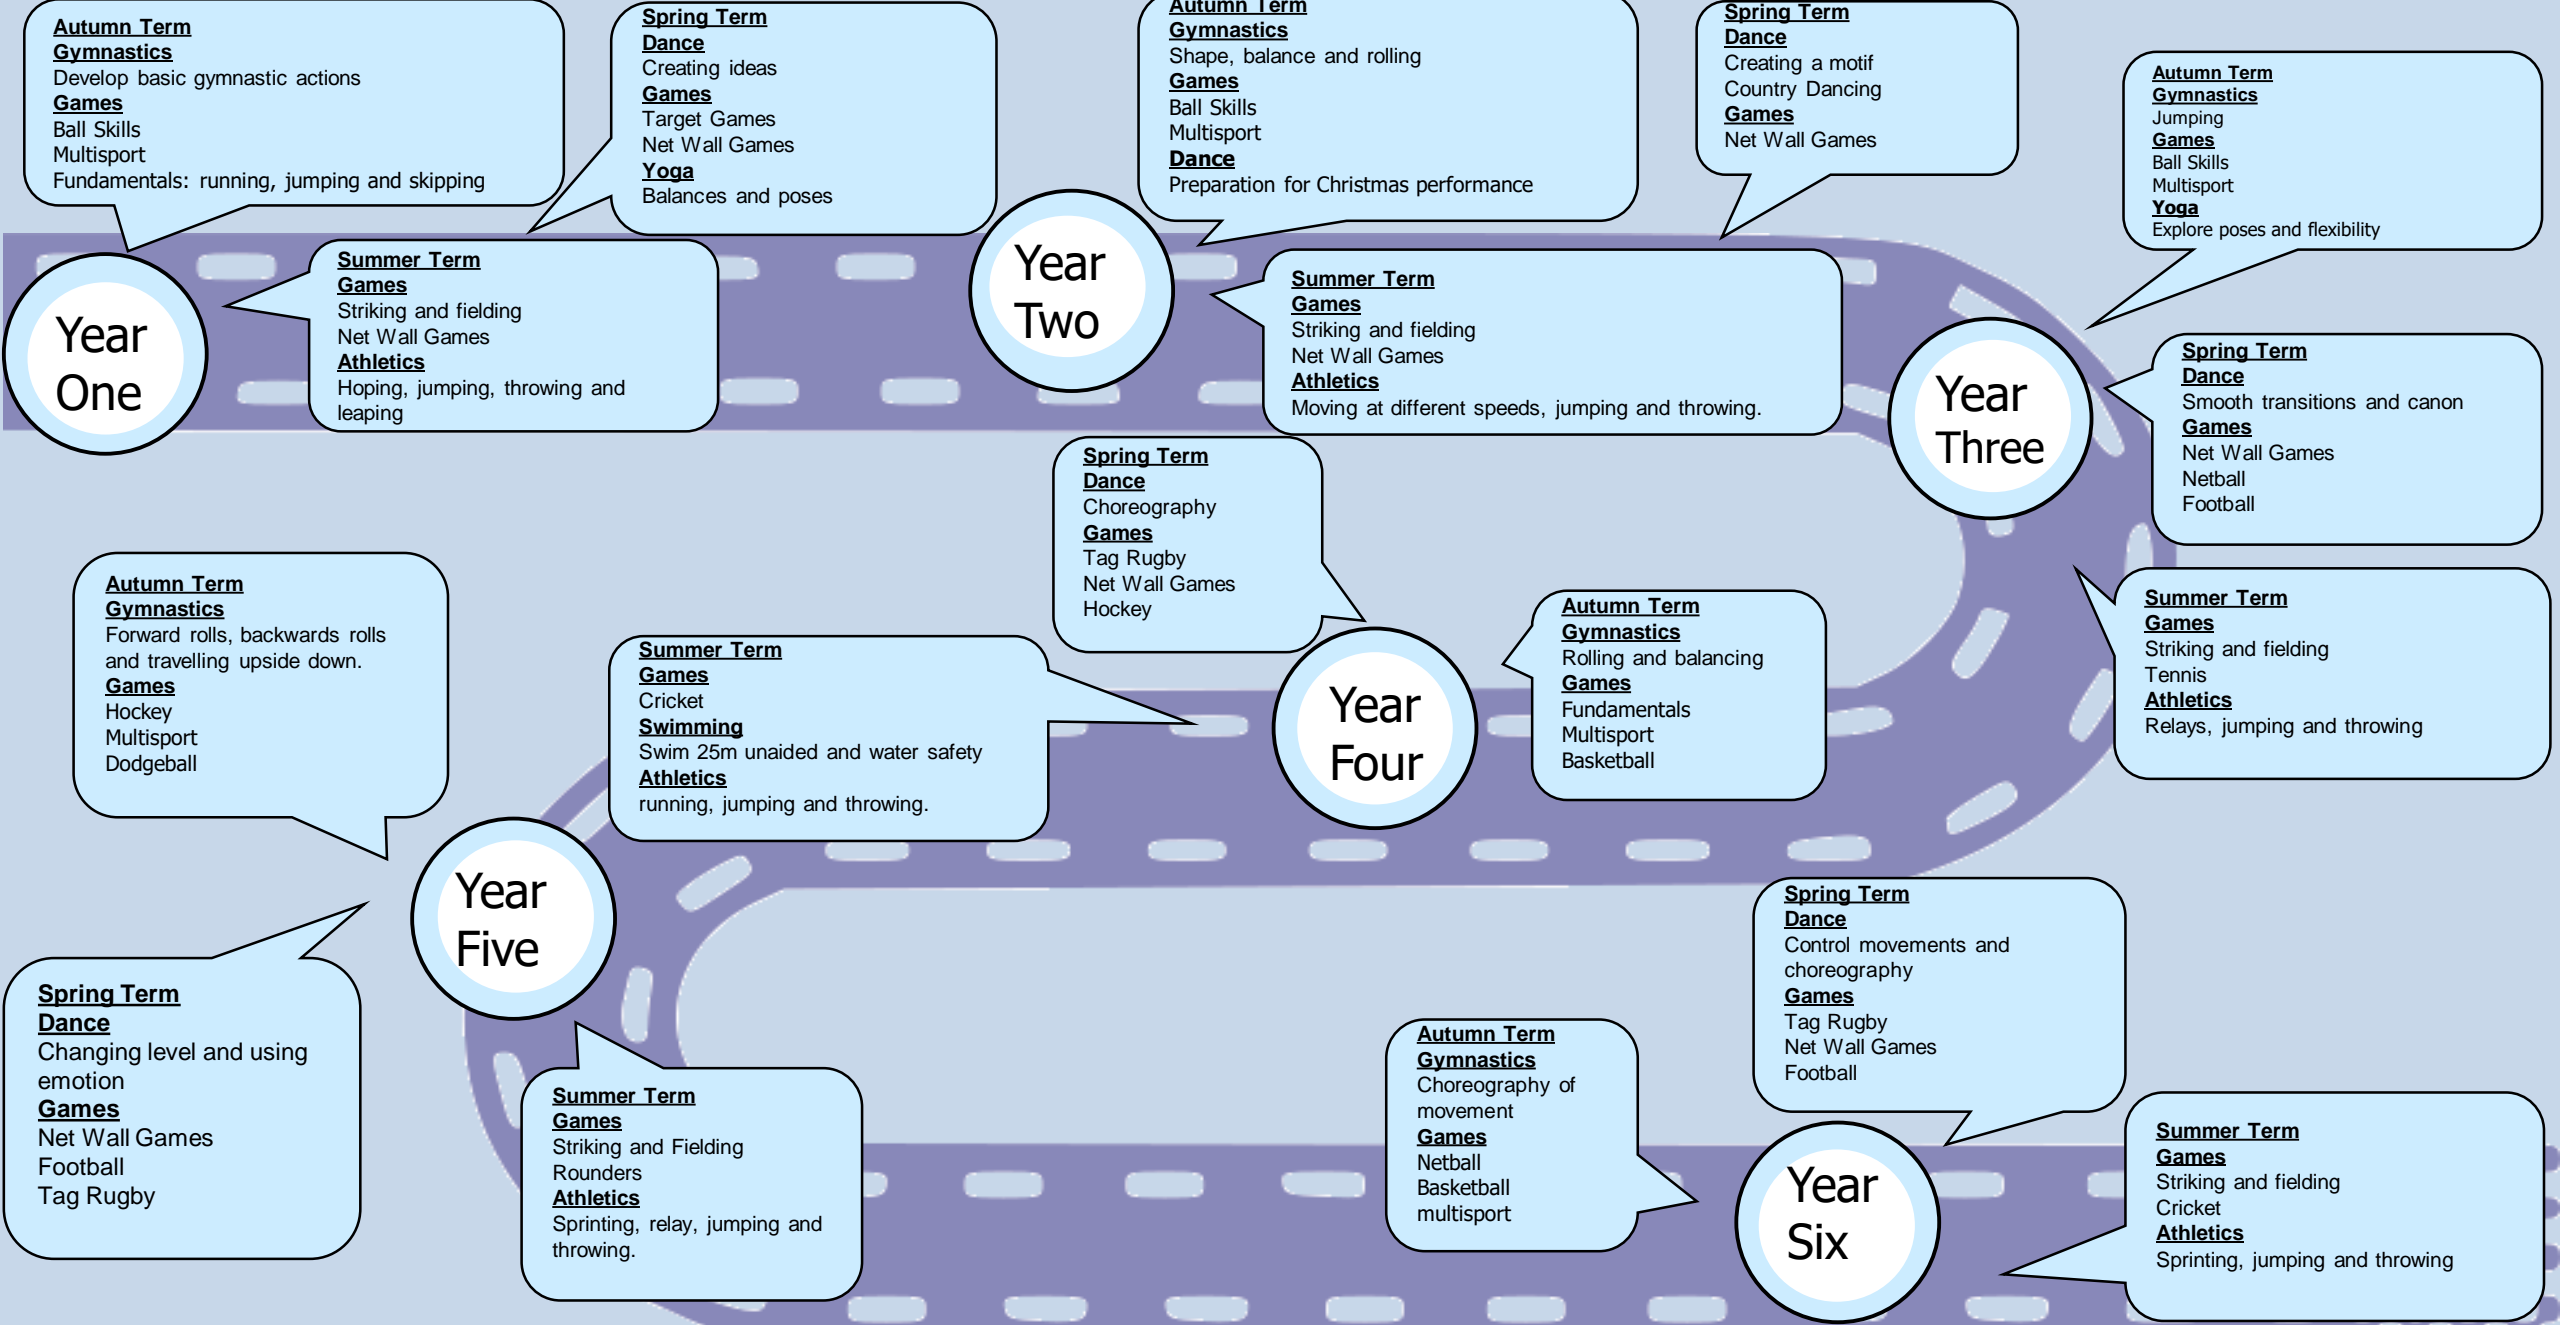 Year
One
Autumn Term
Gymnastics
Develop basic gymnastic actions
Games
Ball Skills
Multisport
Fundamentals: running, jumping and skipping
Spring Term
Dance
Creating ideas
Games
Target Games
Net Wall Games
Yoga
Balances and poses
Summer Term
Games
Striking and fielding
Net Wall Games
Athletics
Hoping, jumping, throwing and
leaping
Year
Two
Autumn Term
Gymnastics
Shape, balance and rolling
Games
Ball Skills
Multisport
Dance
Preparation for Christmas performance
Spring Term
Dance
Creating a motif
Country Dancing
Games
Net Wall Games
Summer Term
Games
Striking and fielding
Net Wall Games
Athletics
Moving at different speeds, jumping and throwing.
Year
Three
Autumn Term
Gymnastics
Jumping
Games
Ball Skills
Multisport
Yoga
Explore poses and flexibility
Spring Term
Dance
Smooth transitions and canon
Games
Net Wall Games
Netball
Football
Summer Term
Games
Striking and fielding
Tennis
Athletics
Relays, jumping and throwing
Year
Four
Autumn Term
Gymnastics
Rolling and balancing
Games
Fundamentals
Multisport
Basketball
Spring Term
Dance
Choreography
Games
Tag Rugby
Net Wall Games
Hockey
Summer Term
Games
Cricket
Swimming
Swim 25m unaided and water safety
Athletics
running, jumping and throwing.
Year
Five
Autumn Term
Gymnastics
Forward rolls, backwards rolls
and travelling upside down.
Games
Hockey
Multisport
Dodgeball
Spring Term
Dance
Changing level and using
emotion
Games
Net Wall Games
Football
Tag Rugby
Summer Term
Games
Striking and Fielding
Rounders
Athletics
Sprinting, relay, jumping and
throwing.
Year
Six
Autumn Term
Gymnastics
Choreography of
movement
Games
Netball
Basketball
multisport
Spring Term
Dance
Control movements and
choreography
Games
Tag Rugby
Net Wall Games
Football
Summer Term
Games
Striking and fielding
Cricket
Athletics
Sprinting, jumping and throwing